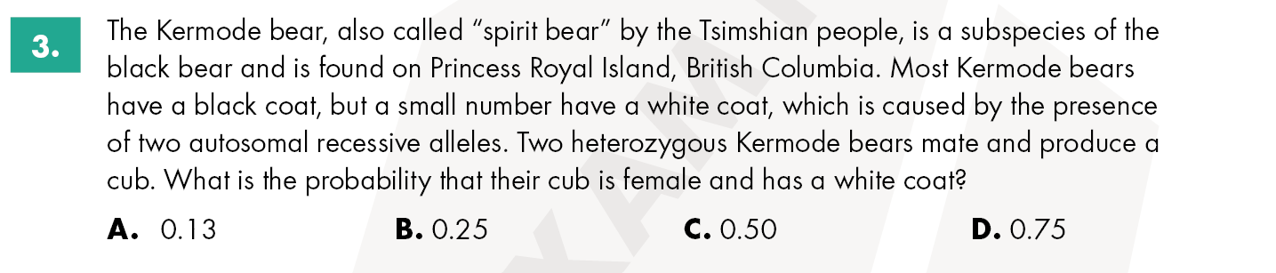 3.
The Kermode bear, also called “spirit bear” by the Tsimshian people, is a subspecies of the
black bear and is found on Princess Royal Island, British Columbia. Most Kermode bears
have a black coat, but a small number have a white coat, which is caused by the presence
of two autosomal recessive alleles. Two heterozygous Kermode bears mate and produce a
cub. What is the probability that their cub is female and has a white coat?
A. 0.13 B. 0.25 C. 0.50 D. 0.75